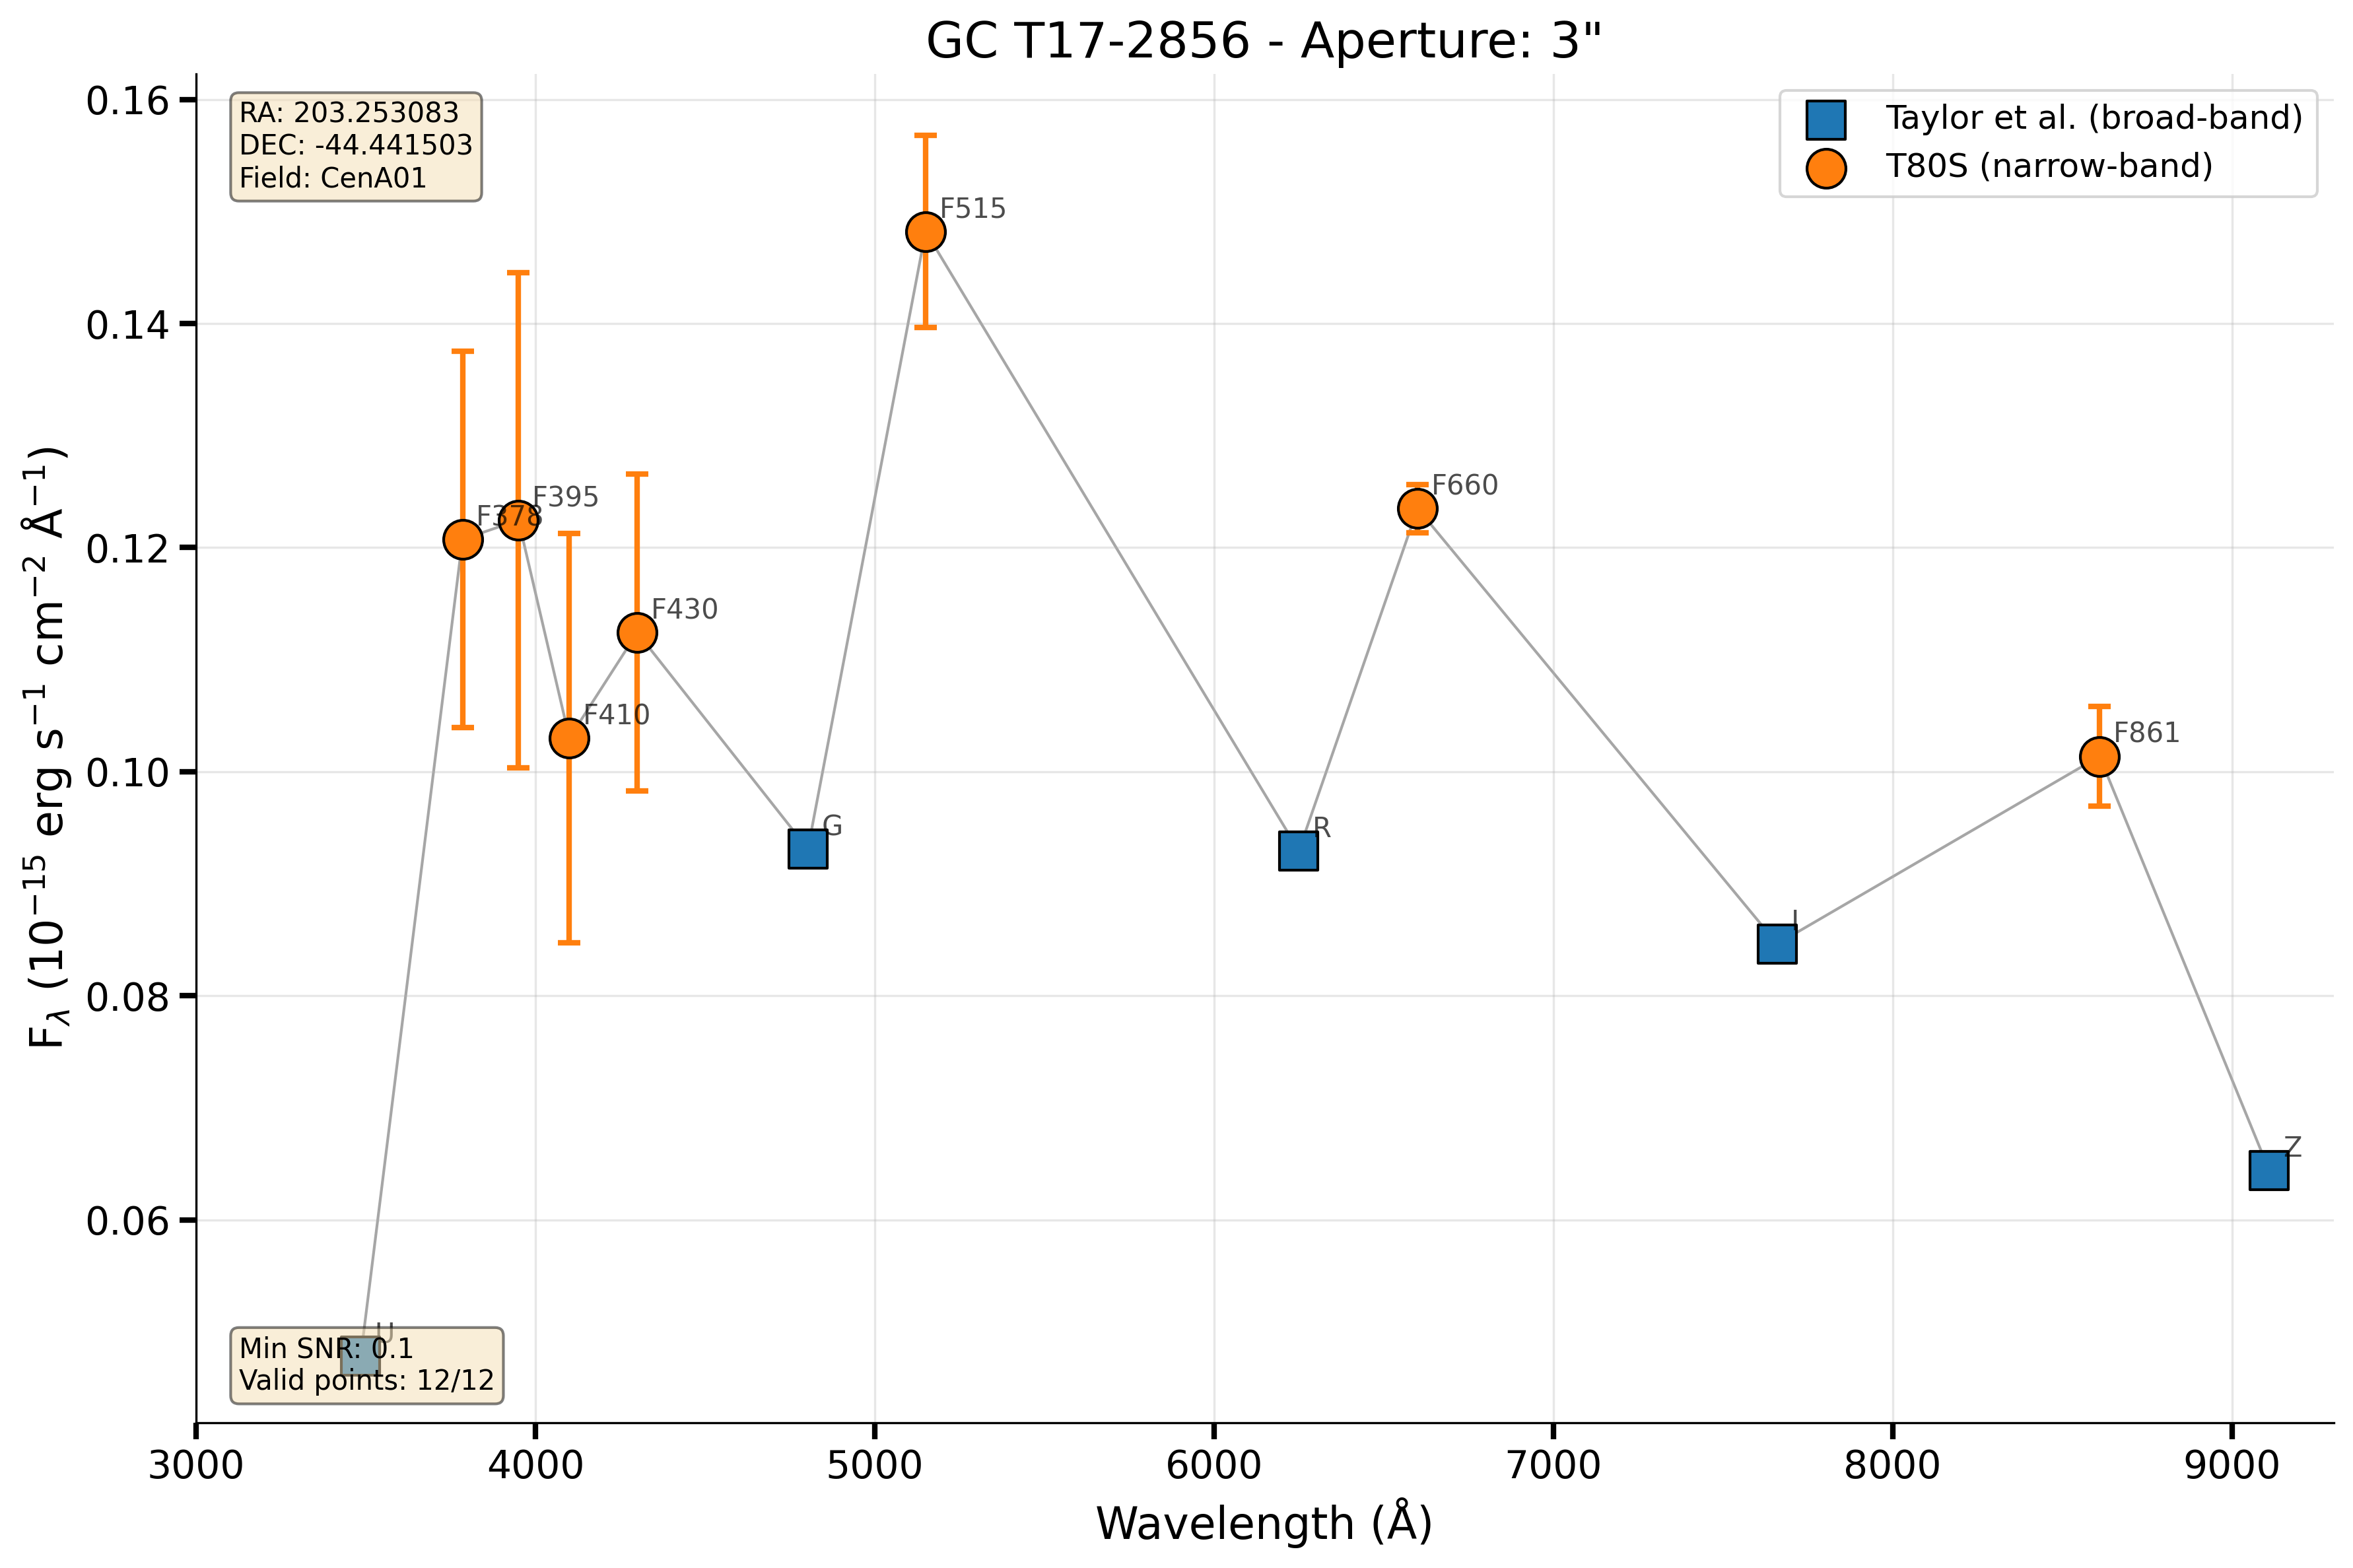 GC T17-2856 - Aperture: 3"
RA: 203.253083
DEC: -44.441503
Field: CenA01
Taylor et al. (broad-band)
T80S (narrow-band)
0.16
0.14
0.12
0.10
0.08
0.06
F_λ (10⁻¹⁵ erg s⁻¹ cm⁻² Å⁻¹)
F515
F395
F378
F660
F430
F410
F861
G
R
I
Z
U
Min SNR: 0.1
Valid points: 12/12
3000
4000
5000
6000
7000
8000
9000
Wavelength (Å)